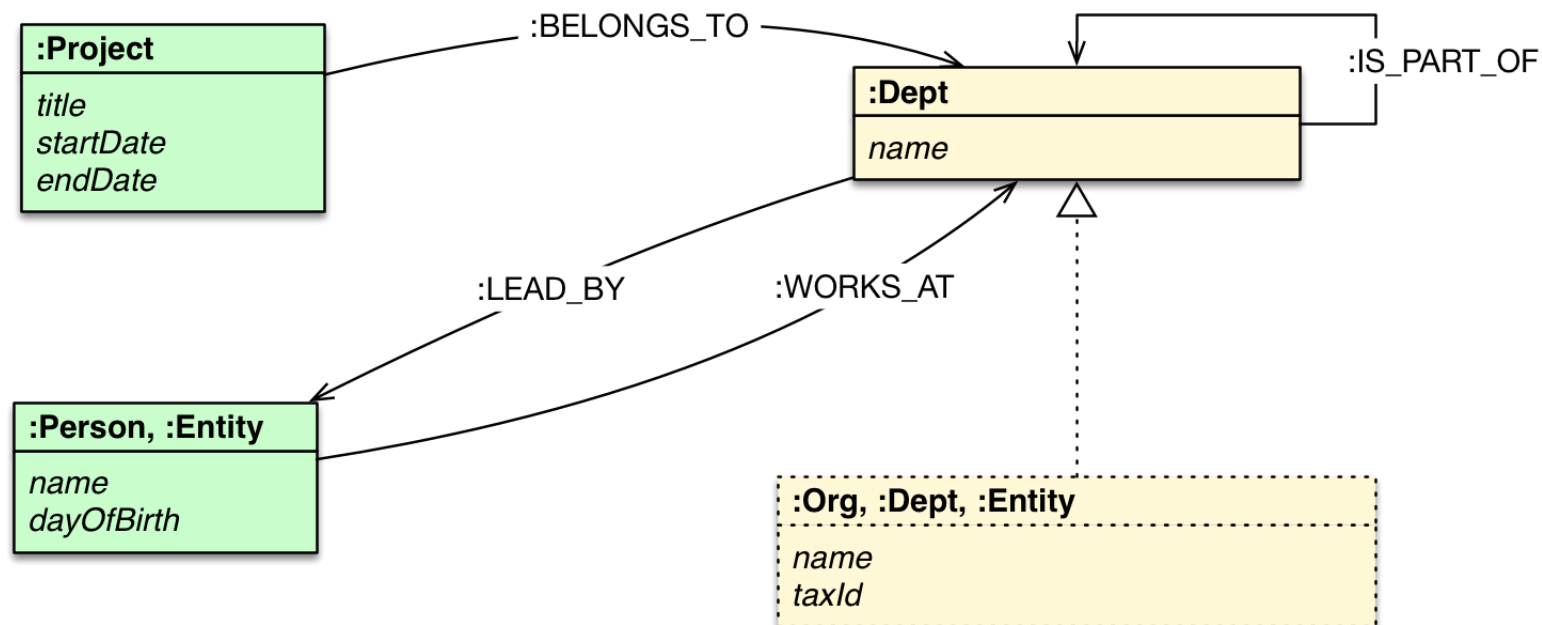 :BELONGS_TO
:Project
title
startDate
endDate
:IS_PART_OF
:Dept
name
:LEAD_BY
:WORKS_AT
:Person, :Entity
name
dayOfBirth
:Org, :Dept, :Entity
name
taxId